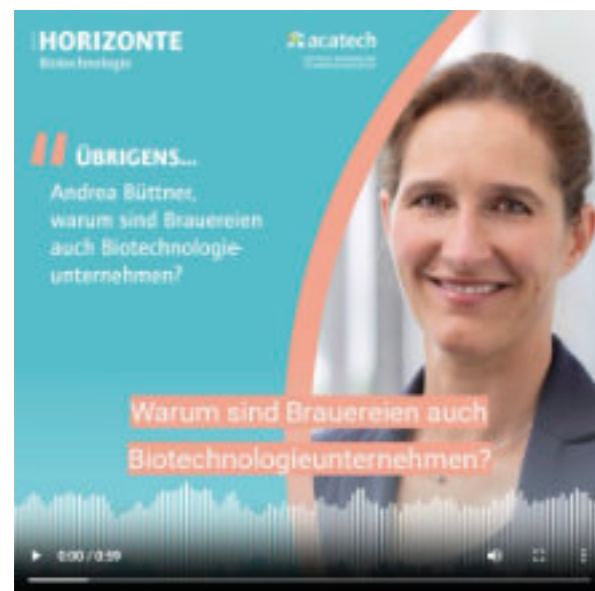 HORIZONTE
Biotechnologie
acatech
ÜBRIGENS...
Andrea Büttner,
warum sind Brauereien
auch Biotechnologie-
unternehmen?
Warum sind Brauereien auch
Biotechnologieunternehmen?
0:00 / 0:59